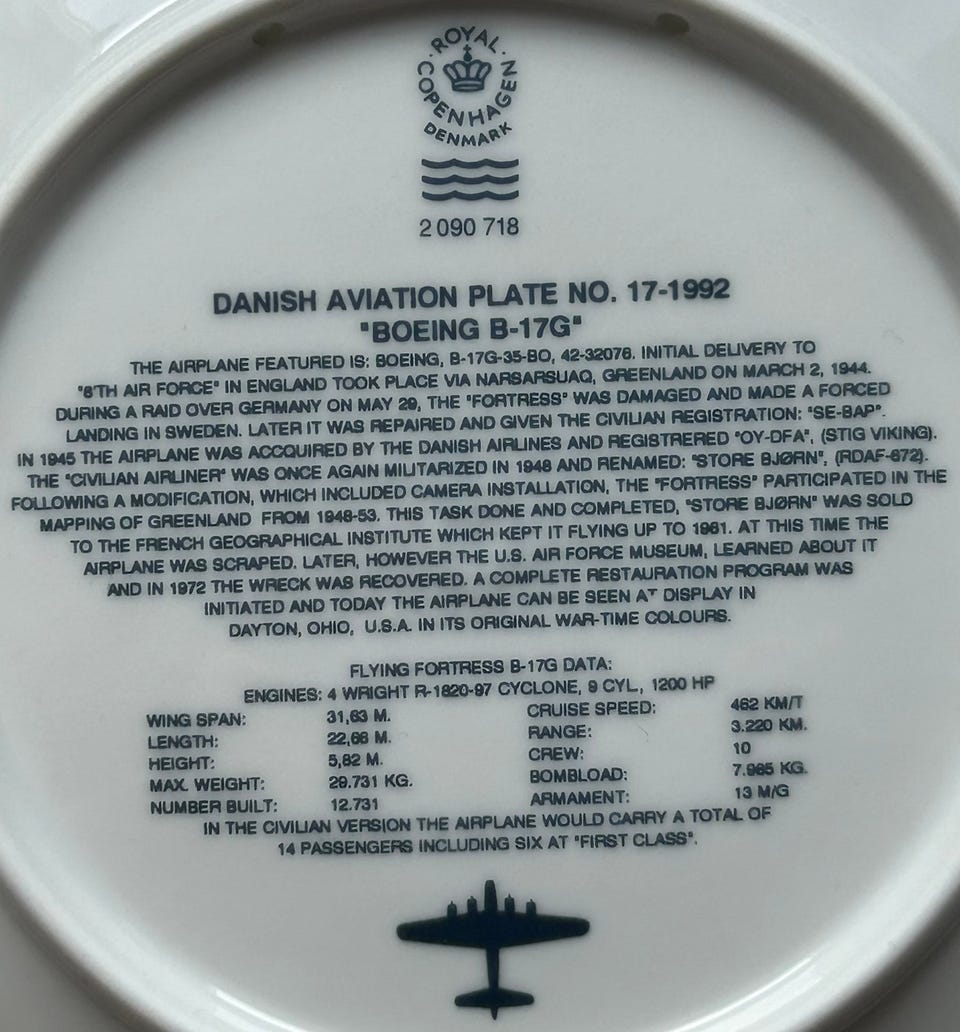 ROYAL
COPENHAGEN
DENMARK
2 090 718
DANISH AVIATION PLATE NO. 17-1992
"BOEING B-17G"
THE AIRPLANE FEATURED IS: BOEING, B-17G-35-BO, 42-32076. INITIAL DELIVERY TO
"8'TH AIR FORCE" IN ENGLAND TOOK PLACE VIA NARSARSUAQ, GREENLAND ON MARCH 2, 1944.
DURING A RAID OVER GERMANY ON MAY 29, THE "FORTRESS" WAS DAMAGED AND MADE A FORCED
LANDING IN SWEDEN. LATER IT WAS REPAIRED AND GIVEN THE CIVILIAN REGISTRATION: "SE-BAP".
IN 1945 THE AIRPLANE WAS ACCQUIRED BY THE DANISH AIRLINES AND REGISTRERED "OY-DFA", (STIG VIKING).
THE "CIVILIAN AIRLINER" WAS ONCE AGAIN MILITARIZED IN 1948 AND RENAMED: "STORE BJØRN", (RDAF-672).
FOLLOWING A MODIFICATION, WHICH INCLUDED CAMERA INSTALLATION, THE "FORTRESS" PARTICIPATED IN THE
MAPPING OF GREENLAND FROM 1948-53. THIS TASK DONE AND COMPLETED, "STORE BJØRN" WAS SOLD
TO THE FRENCH GEOGRAPHICAL INSTITUTE WHICH KEPT IT FLYING UP TO 1961. AT THIS TIME THE
AIRPLANE WAS SCRAPED. LATER, HOWEVER THE U.S. AIR FORCE MUSEUM, LEARNED ABOUT IT
AND IN 1972 THE WRECK WAS RECOVERED. A COMPLETE RESTAURATION PROGRAM WAS
INITIATED AND TODAY THE AIRPLANE CAN BE SEEN AT DISPLAY IN
DAYTON, OHIO, U.S.A. IN ITS ORIGINAL WAR-TIME COLOURS.
FLYING FORTRESS B-17G DATA:
ENGINES: 4 WRIGHT R-1820-97 CYCLONE, 9 CYL, 1200 HP
WING SPAN: 31,63 M. CRUISE SPEED: 462 KM/T
LENGTH: 22,66 M. RANGE: 3.220 KM.
HEIGHT: 5,82 M. CREW: 10
MAX. WEIGHT: 29.731 KG. BOMBLOAD: 7.985 KG.
NUMBER BUILT: 12.731 ARMAMENT: 13 M/G
IN THE CIVILIAN VERSION THE AIRPLANE WOULD CARRY A TOTAL OF
14 PASSENGERS INCLUDING SIX AT "FIRST CLASS".